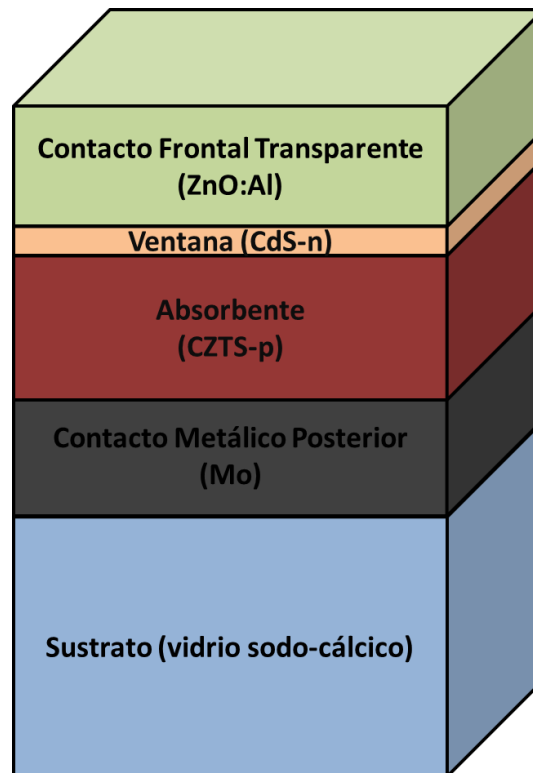 Contacto Frontal Transparente
(ZnO:Al)
Ventana (CdS-n)
Absorbente
(CZTS-p)
Contacto Metálico Posterior
(Mo)
Sustrato (vidrio sodo-cálcico)